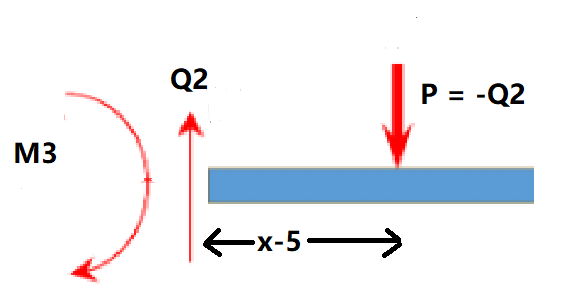 Q2
P = -Q2
M3
x-5